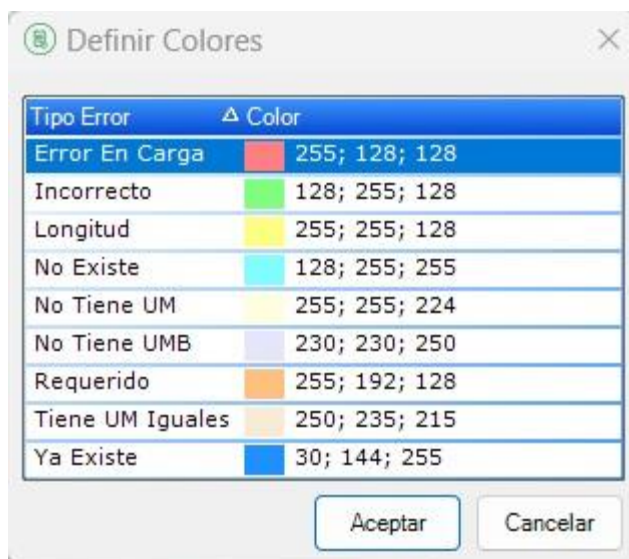 Definir Colores
Tipo Error Color
Error En Carga 255; 128; 128
Incorrecto 128; 255; 128
Longitud 255; 255; 128
No Existe 128; 255; 255
No Tiene UM 255; 255; 224
No Tiene UMB 230; 230; 250
Requerido 255; 192; 128
Tiene UM Iguales 250; 235; 215
Ya Existe 30; 144; 255
Aceptar Cancelar